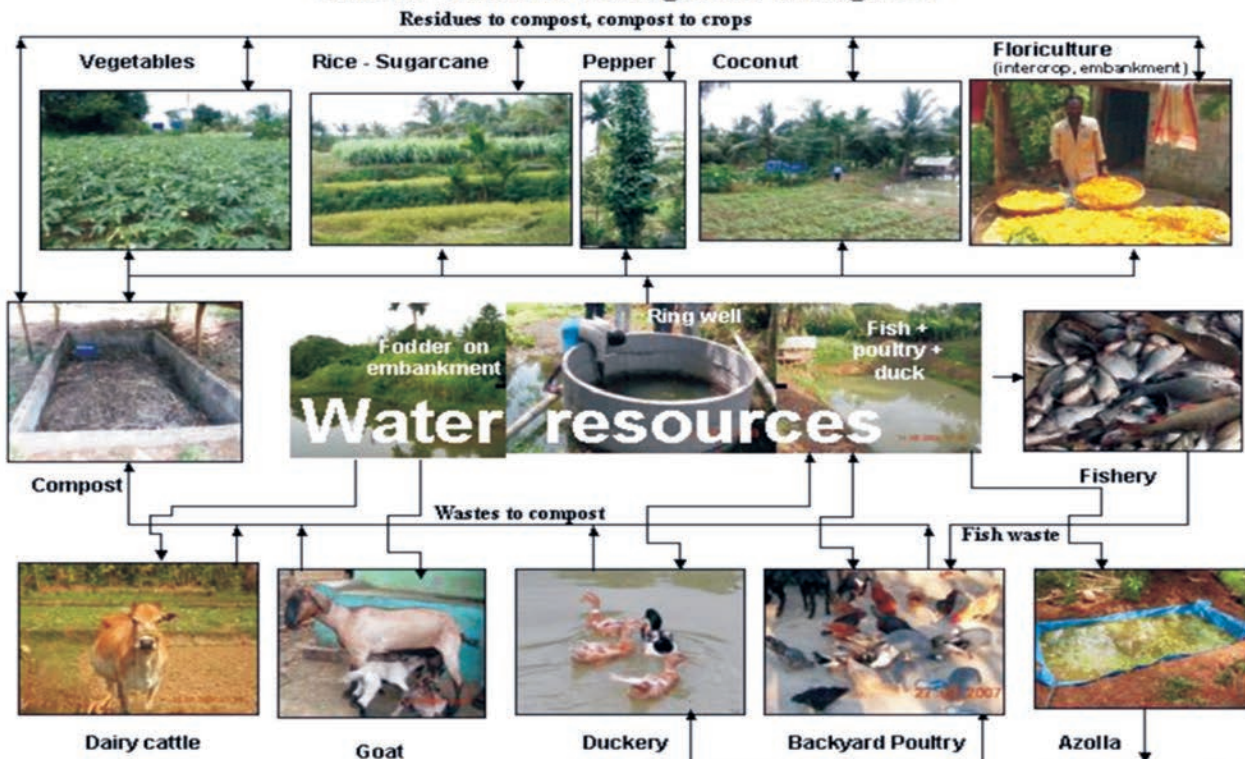 Residues to compost, compost to crops
Vegetables
Rice - Sugarcane
Pepper
Coconut
Floriculture
(intercrop, embankment)
Fodder on
embankment
Ring well
Fish +
poultry +
duck
Water resources
Compost
Fishery
Wastes to compost
Fish waste
27 2007
Dairy cattle
Goat
Duckery
Backyard Poultry
Azolla